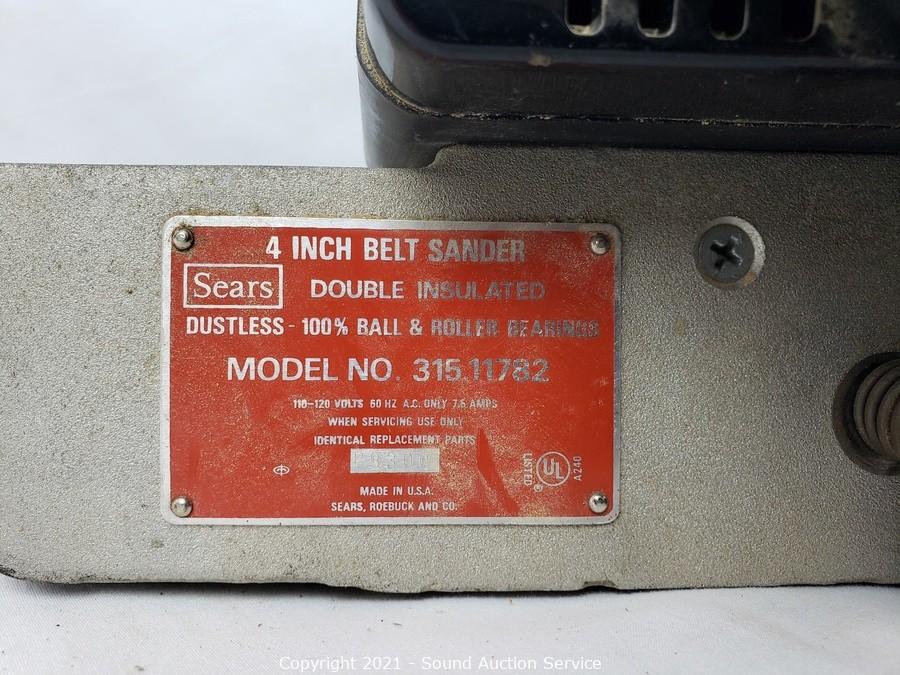 4 INCH BELT SANDER
Sears
DOUBLE INSULATED
DUSTLESS - 100% BALL & ROLLER BEARINGS
MODEL NO. 315.11782
110-120 VOLTS 60 HZ A.C. ONLY 7.6 AMPS
WHEN SERVICING USE ONLY
IDENTICAL REPLACEMENT PARTS
LISTED
UL
®
A240
MADE IN U.S.A.
SEARS, ROEBUCK AND CO.
Copyright 2021 - Sound Auction Service